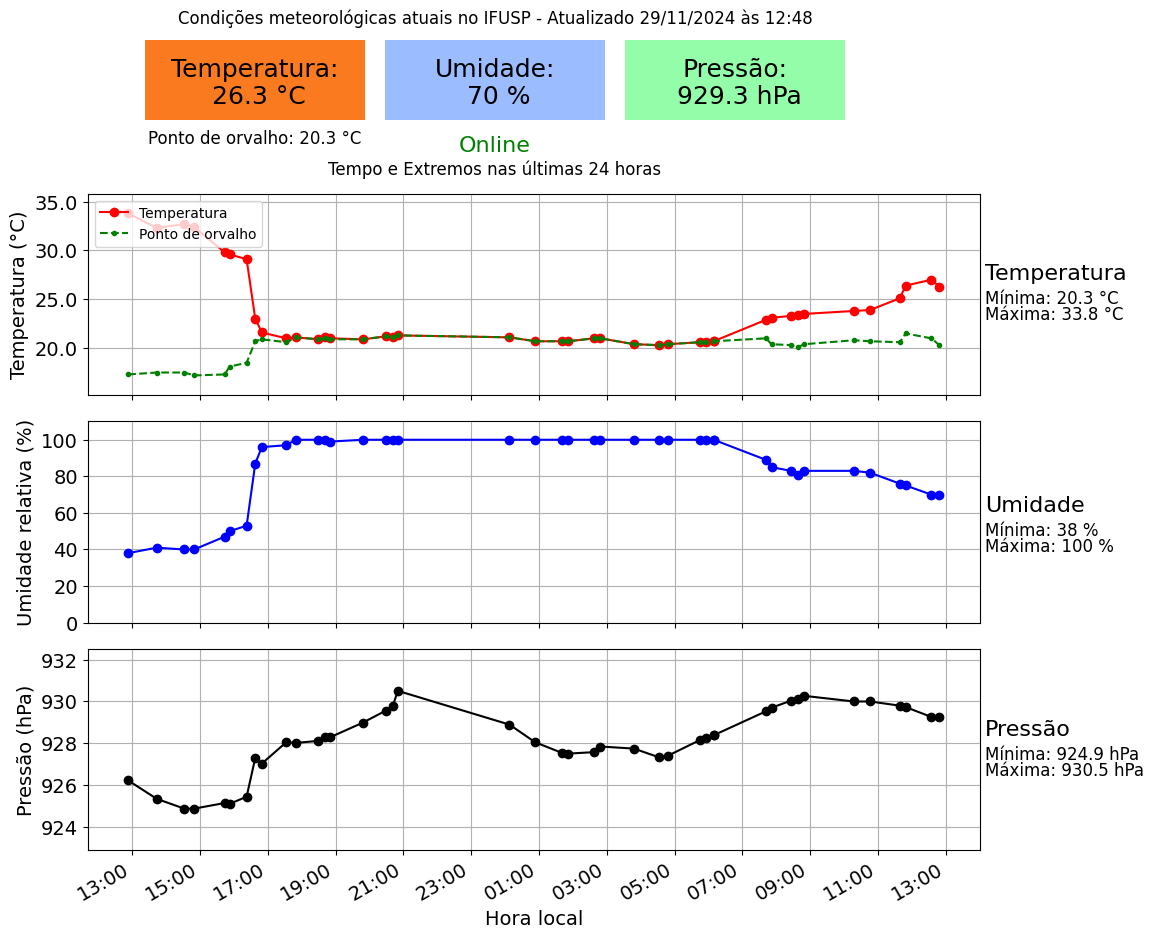 Condições meteorológicas atuais no IFUSP - Atualizado 29/11/2024 às 12:48
Temperatura:
26.3 °C
Umidade:
70 %
Pressão:
929.3 hPa
Ponto de orvalho: 20.3 °C
Online
Tempo e Extremos nas últimas 24 horas
Temperatura (°C)
35.0
30.0
25.0
20.0
Temperatura
Ponto de orvalho
Temperatura
Mínima: 20.3 °C
Máxima: 33.8 °C
Umidade relativa (%)
100
80
60
40
20
0
Umidade
Mínima: 38 %
Máxima: 100 %
Pressão (hPa)
932
930
928
926
924
Pressão
Mínima: 924.9 hPa
Máxima: 930.5 hPa
13:00
15:00
17:00
19:00
21:00
23:00
01:00
03:00
05:00
07:00
09:00
11:00
13:00
Hora local